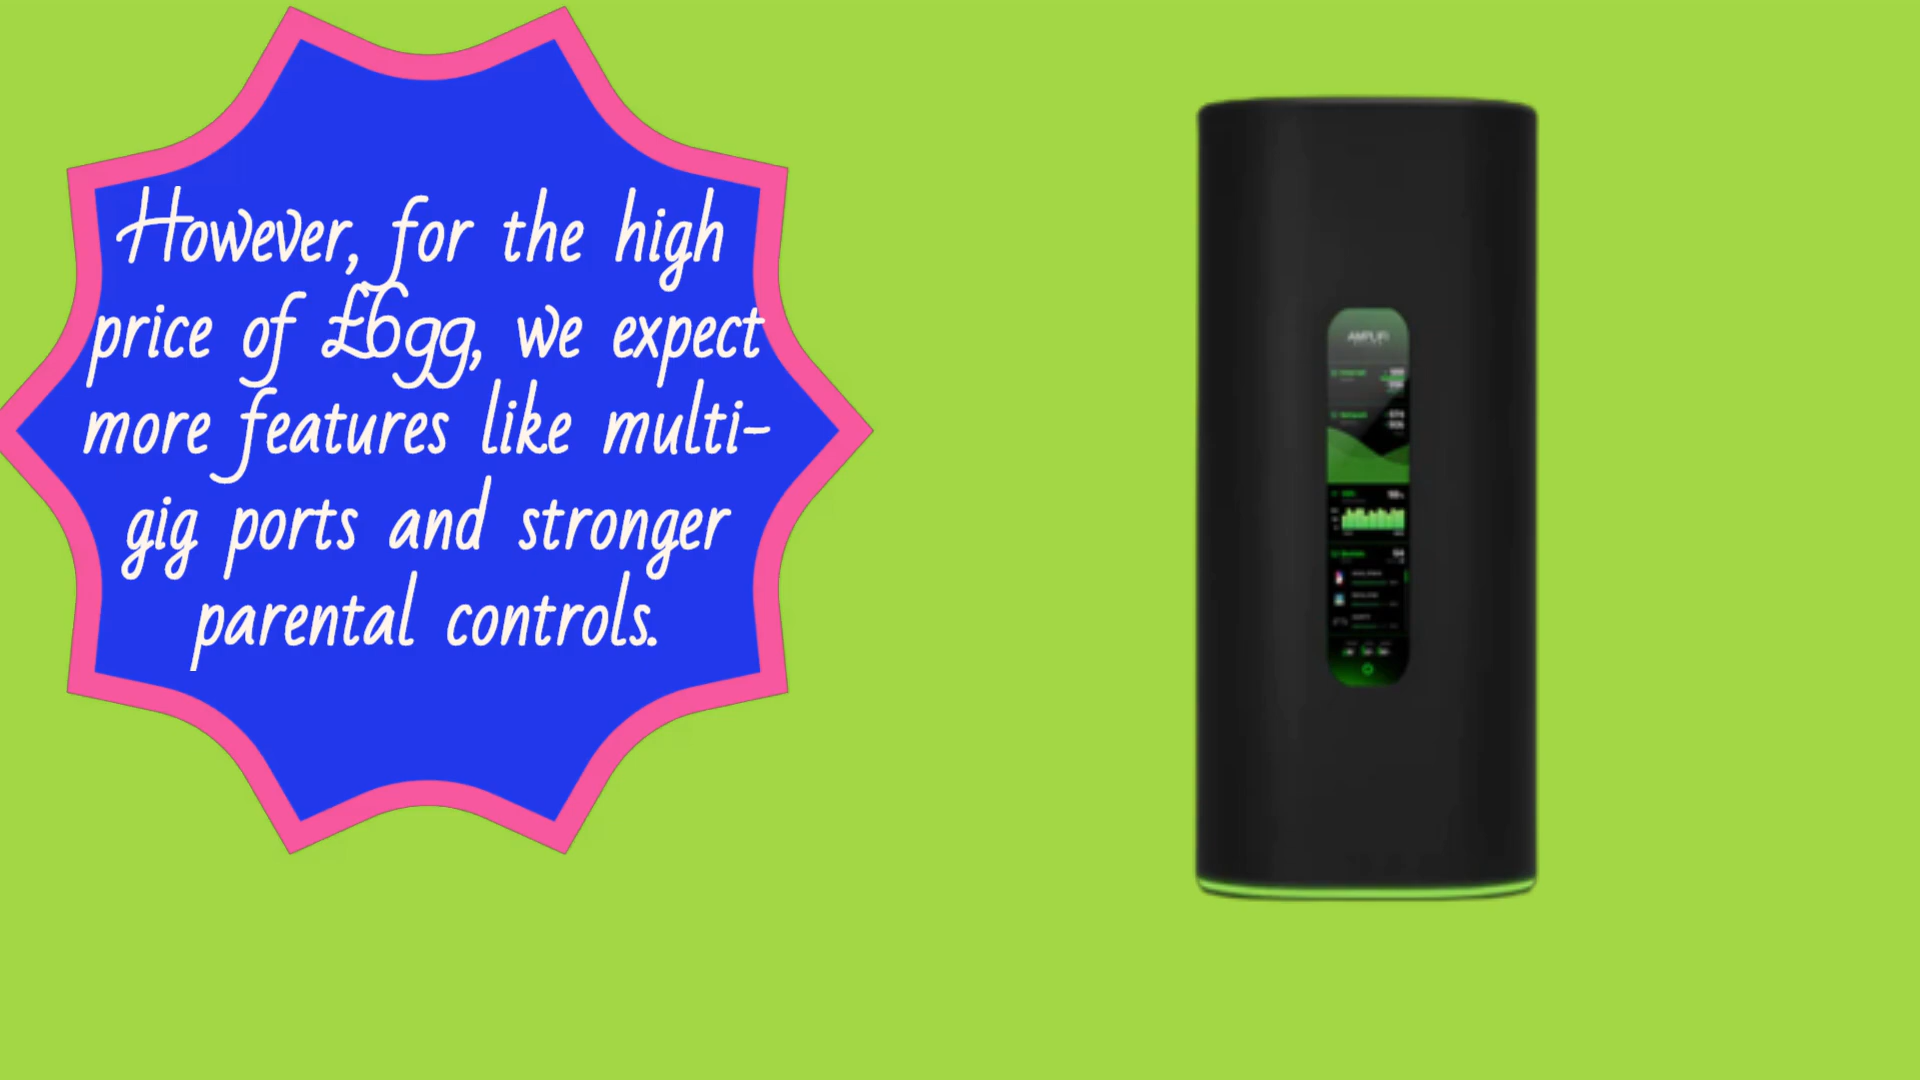 However, for the high
price of £699, we expect
more features like multi-
gig ports and stronger
parental controls.
AMPLIFI